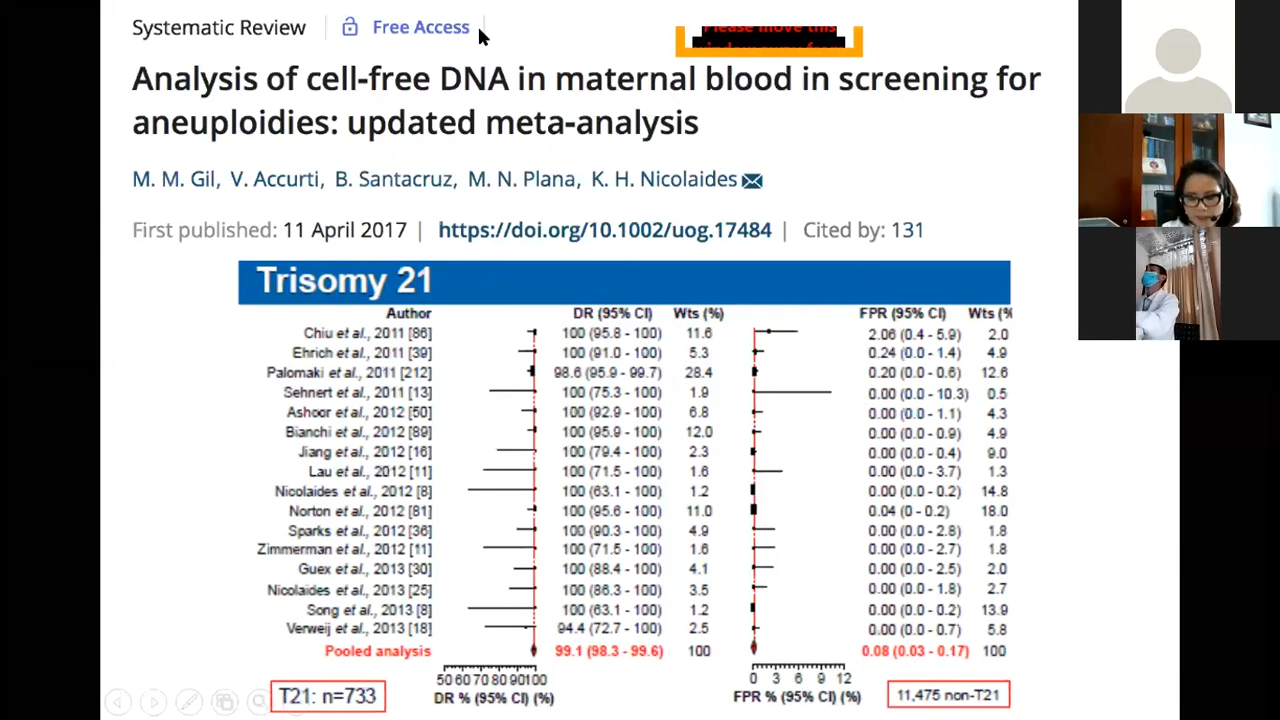 Systematic Review | Free Access
Please move this
Analysis of cell-free DNA in maternal blood in screening for
aneuploidies: updated meta-analysis
M. M. Gil, V. Accurti, B. Santacruz, M. N. Plana, K. H. Nicolaides
First published: 11 April 2017 | https://doi.org/10.1002/uog.17484 | Cited by: 131
Trisomy 21
Author DR (95% CI) Wts (%) FPR (95% CI) Wts (%
Chiu et al., 2011 [86] 100 (95.8 - 100) 11.6 2.06 (0.4 - 5.9) 2.0
Ehrich et al., 2011 [39] 100 (91.0 - 100) 5.3 0.24 (0.0 - 1.4) 4.9
Palomaki et al., 2011 [212] 98.6 (95.9 - 99.7) 28.4 0.20 (0.0 - 0.6) 12.6
Sehnert et al., 2011 [13] 100 (75.3 - 100) 1.9 0.00 (0.0 - 10.3) 0.5
Ashoor et al., 2012 [50] 100 (92.9 - 100) 6.8 0.00 (0.0 - 1.1) 4.3
Bianchi et al., 2012 [89] 100 (95.9 - 100) 12.0 0.00 (0.0 - 0.9) 4.9
Jiang et al., 2012 [16] 100 (79.4 - 100) 2.3 0.00 (0.0 - 0.4) 9.0
Lau et al., 2012 [11] 100 (71.5 - 100) 1.6 0.00 (0.0 - 3.7) 1.3
Nicolaides et al., 2012 [8] 100 (63.1 - 100) 1.2 0.00 (0.0 - 0.2) 14.8
Norton et al., 2012 [81] 100 (95.6 - 100) 11.0 0.04 (0 - 0.2) 18.0
Sparks et al., 2012 [36] 100 (90.3 - 100) 4.9 0.00 (0.0 - 2.8) 1.8
Zimmerman et al., 2012 [11] 100 (71.5 - 100) 1.6 0.00 (0.0 - 2.7) 1.8
Guex et al., 2013 [30] 100 (88.4 - 100) 4.1 0.00 (0.0 - 2.5) 2.0
Nicolaides et al., 2013 [25] 100 (86.3 - 100) 3.5 0.00 (0.0 - 1.8) 2.7
Song et al., 2013 [8] 100 (63.1 - 100) 1.2 0.00 (0.0 - 0.2) 13.9
Verweij et al., 2013 [18] 94.4 (72.7 - 100) 2.5 0.00 (0.0 - 0.7) 5.8
Pooled analysis 99.1 (98.3 - 99.6) 100 0.08 (0.03 - 0.17) 100
50 60 70 80 90 100 0 3 6 9 12
T21: n=733 DR % (95% CI) (%) FPR % (95% CI) (%) 11,475 non-T21